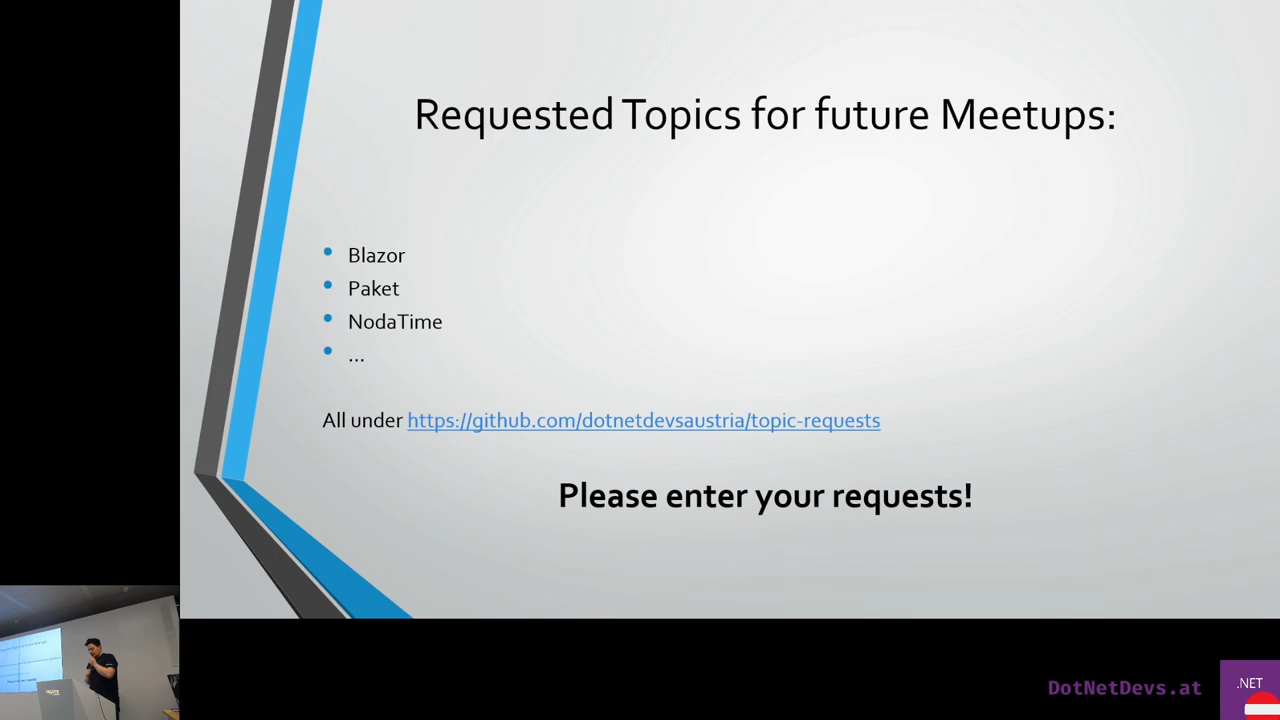 Requested Topics for future Meetups:
• Blazor
• Paket
• NodaTime
• ...
All under https://github.com/dotnetdevsaustria/topic-requests
Please enter your requests!
DotNetDevs.at
.NET